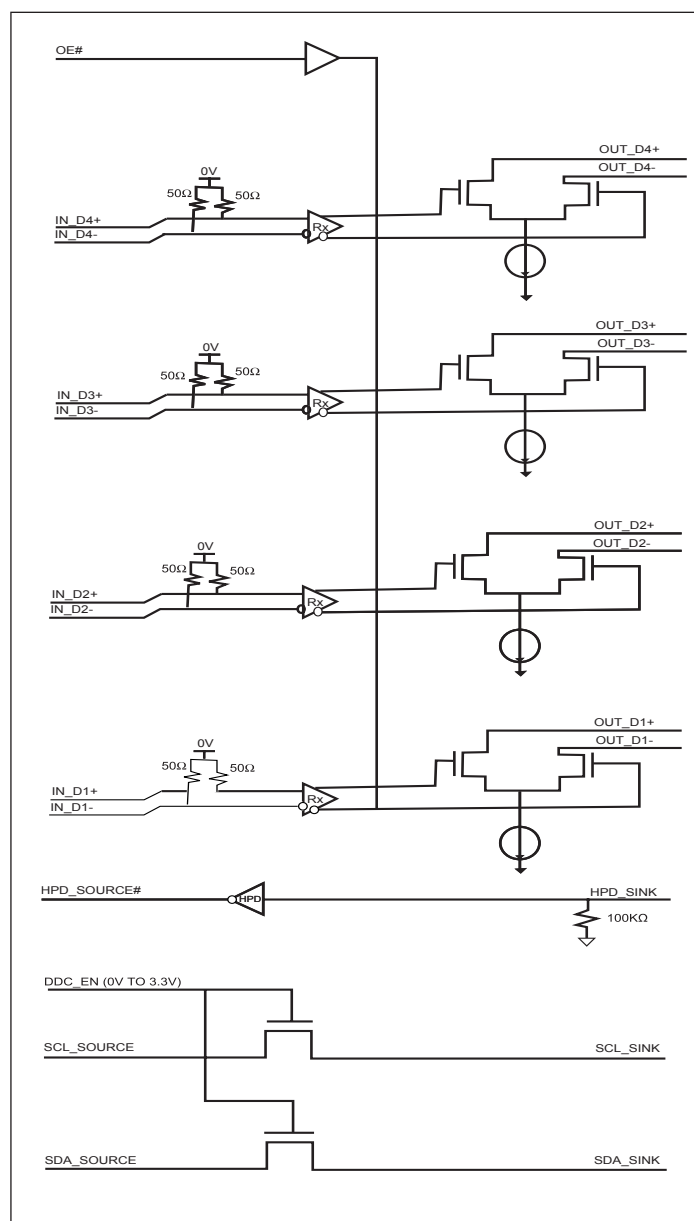 OE#
OUT_D4+
OUT_D4-
0V
50Ω
50Ω
IN_D4+
IN_D4-
Rx
OUT_D3+
OUT_D3-
0V
50Ω
50Ω
IN_D3+
IN_D3-
Rx
OUT_D2+
OUT_D2-
0V
50Ω
50Ω
IN_D2+
IN_D2-
Rx
OUT_D1+
OUT_D1-
0V
50Ω
50Ω
IN_D1+
IN_D1-
Rx
HPD_SOURCE#
HPD
HPD_SINK
100KΩ
DDC_EN (0V TO 3.3V)
SCL_SOURCE
SCL_SINK
SDA_SOURCE
SDA_SINK